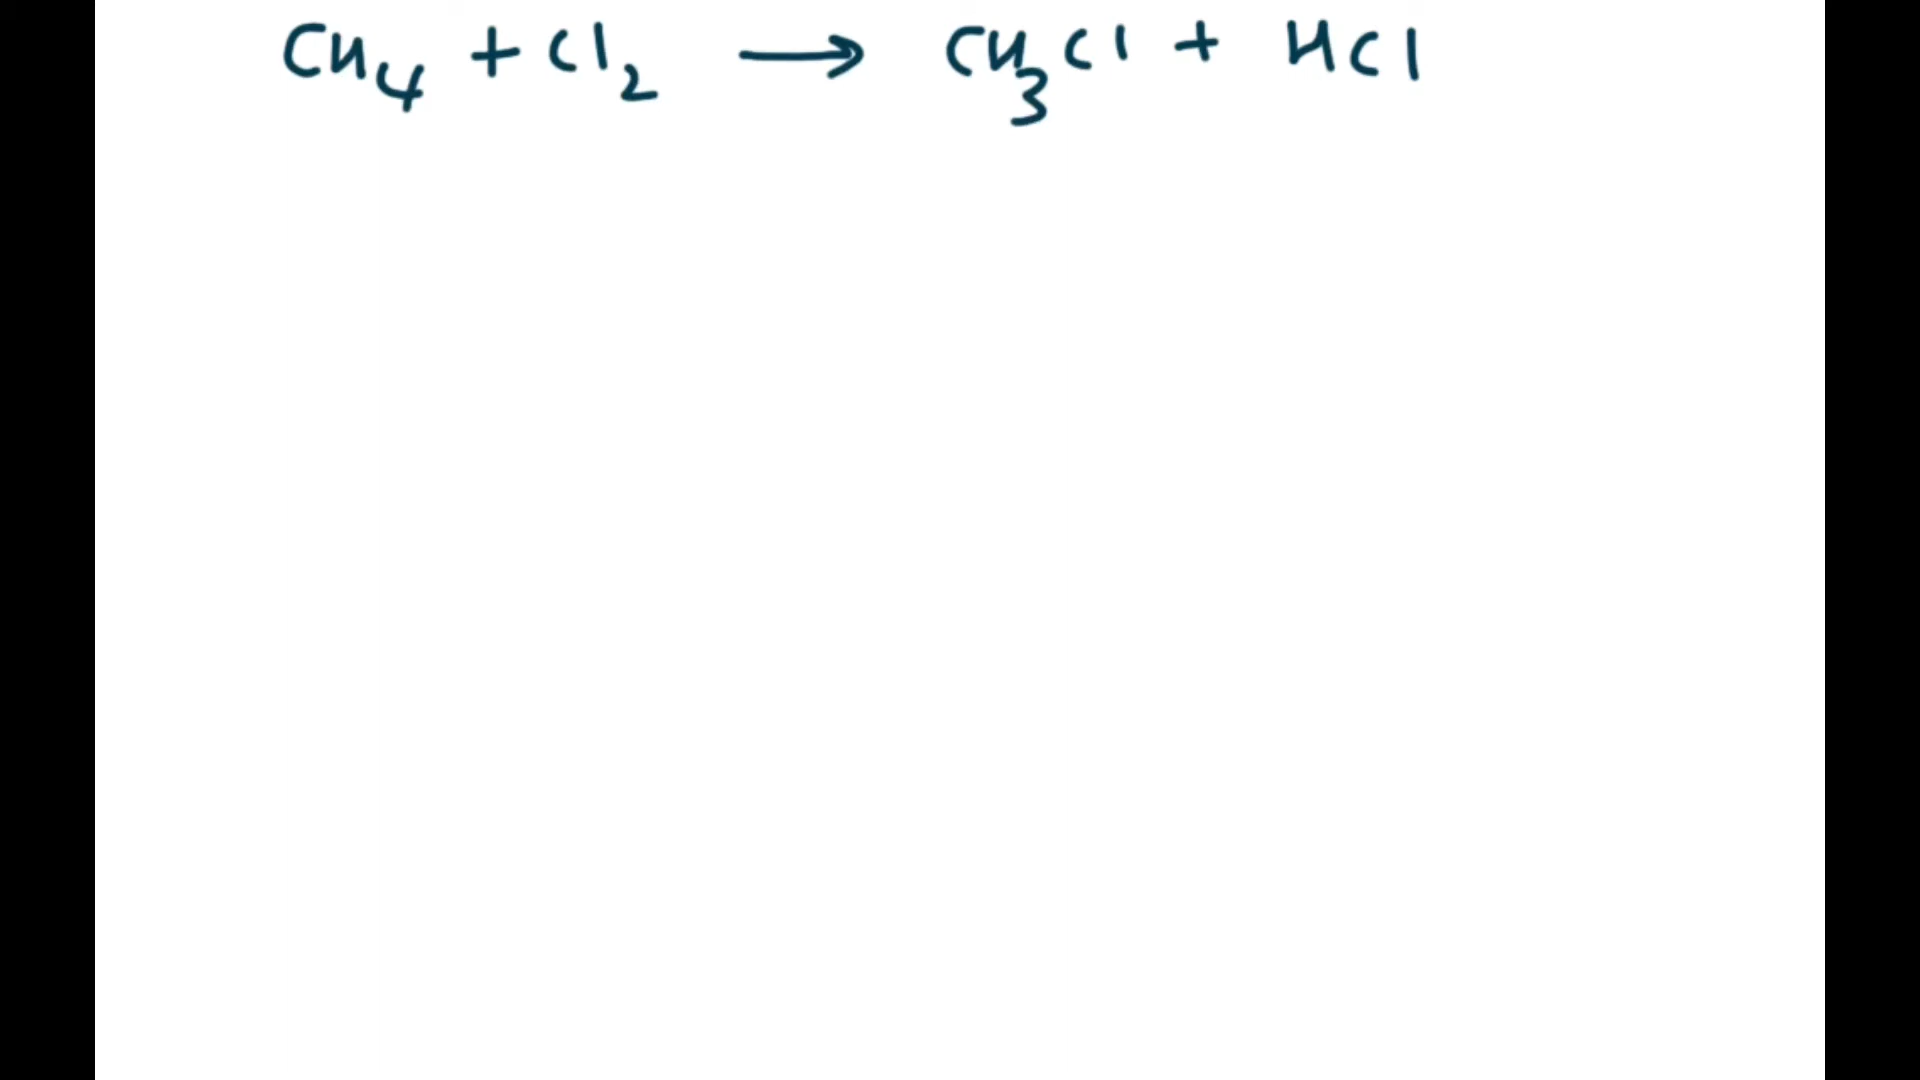 CH₄ + Cl₂ ⟶ CH₃Cl + HCl